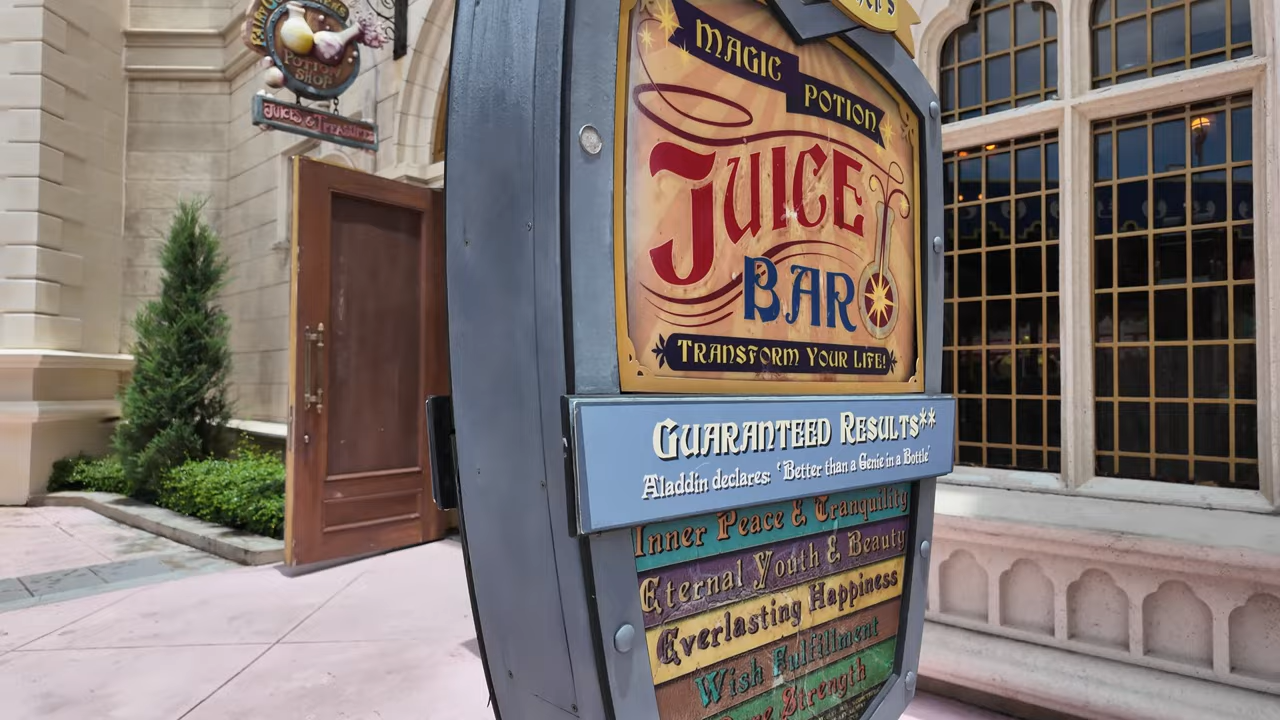 POTION
SHOP
JUICES & TREASURES
MAGIC
POTION
JUICE
BAR
TRANSFORM YOUR LIFE!
GUARANTEED RESULTS**
Aladdin declares: 'Better than a Genie in a Bottle'
Inner Peace & Tranquility
Eternal Youth & Beauty
Everlasting Happiness
Wish Fulfillment
Strength